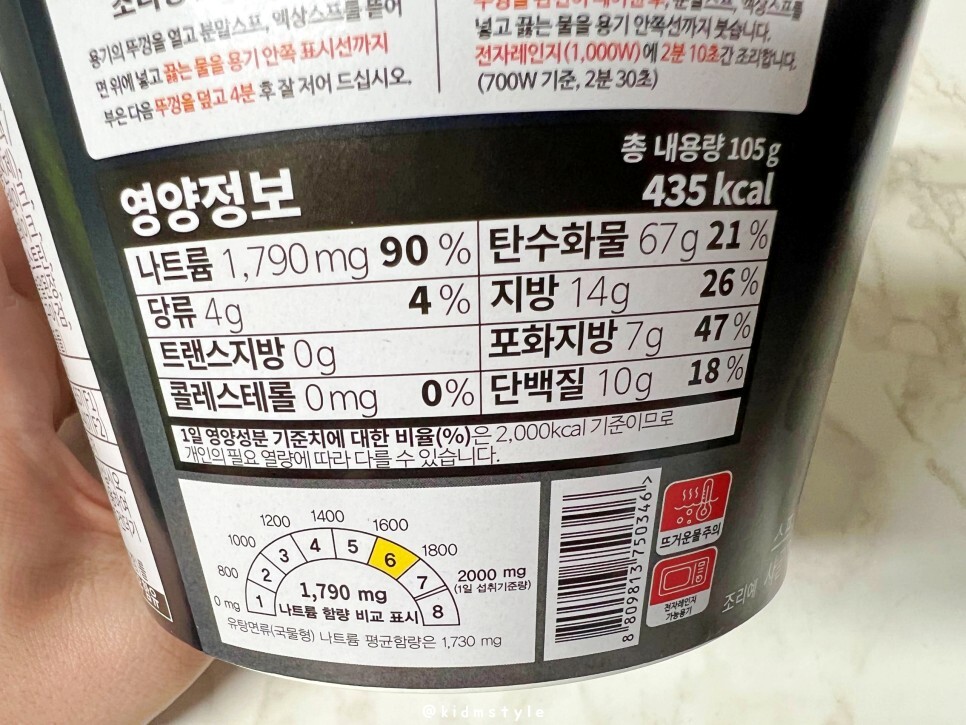 용기의 뚜껑을 열고 분말스프, 액상스프를 뜯어
면 위에 넣고 끓는 물을 용기 안쪽 표시선까지
부은 다음 뚜껑을 덮고 4분 후 잘 저어 드십시오.
넣고 끓는 물을 용기 안쪽선까지 붓습니다.
전자레인지(1,000W)에 2분 10초간 조리합니다.
(700W 기준, 2분 30초)
총 내용량 105g
영양정보 435 kcal
나트륨 1,790mg 90 % 탄수화물 67g 21 %
당류 4g 4 % 지방 14g 26 %
트랜스지방 0g 포화지방 7g 47 %
콜레스테롤 0mg 0% 단백질 10g 18 %
1일 영양성분 기준치에 대한 비율(%)은 2,000kcal 기준이므로
개인의 필요 열량에 따라 다를 수 있습니다.
0 mg 800 1000 1200 1400 1600 1800 2000 mg
(1일 섭취기준량)
1 2 3 4 5 6 7 8
1,790 mg
나트륨 함량 비교 표시
유탕면류(국물형) 나트륨 평균함량은 1,730 mg
8 809813 750346 >
뜨거운물주의
전자레인지
가능용기
조리예
@kidmstyle